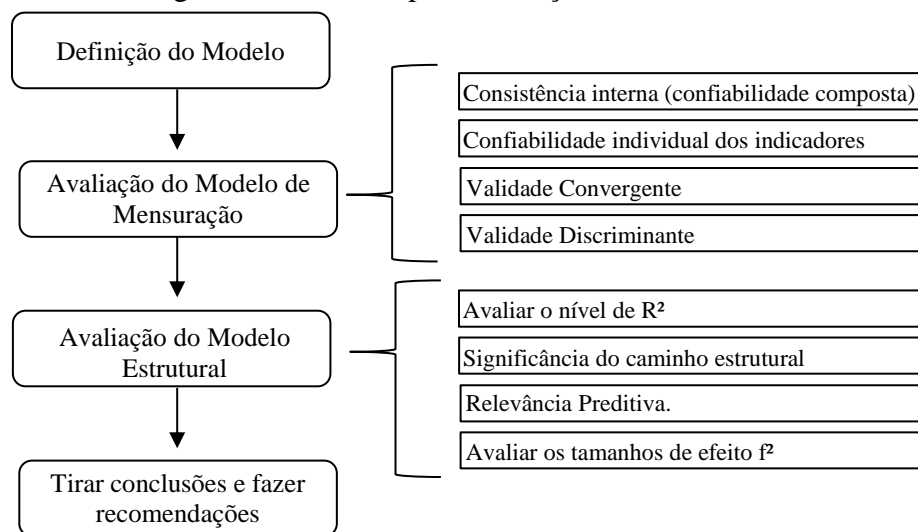 Definição do Modelo
Consistência interna (confiabilidade composta)
Confiabilidade individual dos indicadores
Avaliação do Modelo de
Mensuração
Validade Convergente
Validade Discriminante
Avaliar o nível de R²
Avaliação do Modelo
Estrutural
Significância do caminho estrutural
Relevância Preditiva.
Avaliar os tamanhos de efeito f²
Tirar conclusões e fazer
recomendações